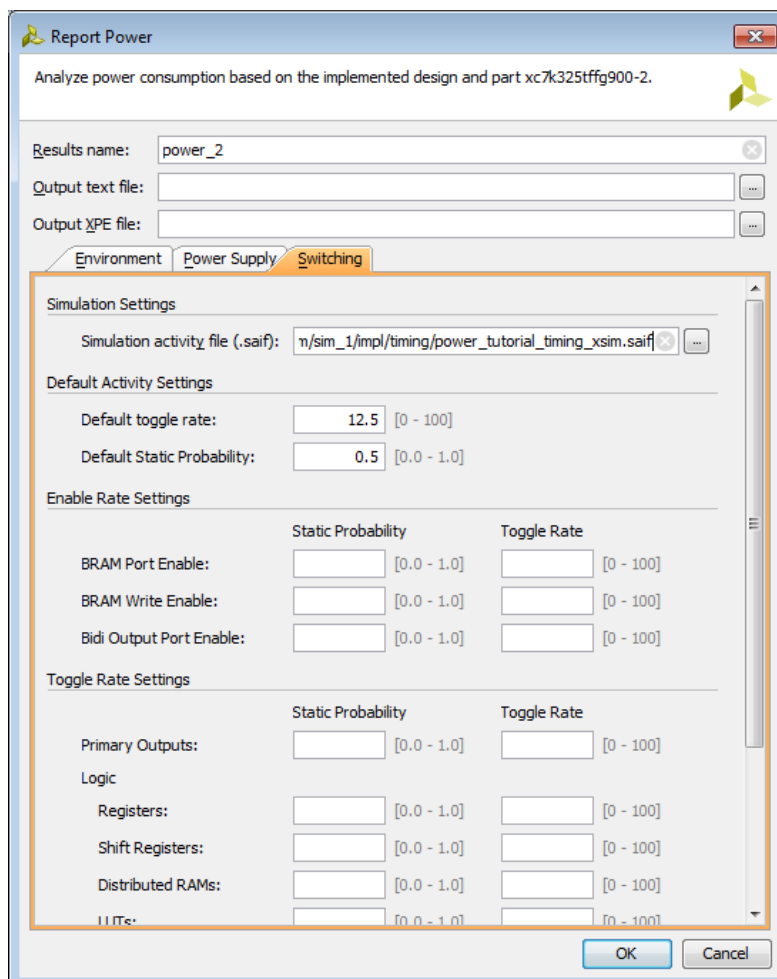 Report Power
Analyze power consumption based on the implemented design and part xc7k325tffg900-2.
Results name: power_2
Output text file: ...
Output XPE file: ...
Environment Power Supply Switching
Simulation Settings
Simulation activity file (.saif): n/sim_1/impl/timing/power_tutorial_timing_xsim.saif ...
Default Activity Settings
Default toggle rate: 12.5 [0 - 100]
Default Static Probability: 0.5 [0.0 - 1.0]
Enable Rate Settings
Static Probability Toggle Rate
BRAM Port Enable: [0.0 - 1.0] [0 - 100]
BRAM Write Enable: [0.0 - 1.0] [0 - 100]
Bidi Output Port Enable: [0.0 - 1.0] [0 - 100]
Toggle Rate Settings
Static Probability Toggle Rate
Primary Outputs: [0.0 - 1.0] [0 - 100]
Logic
Registers: [0.0 - 1.0] [0 - 100]
Shift Registers: [0.0 - 1.0] [0 - 100]
Distributed RAMs: [0.0 - 1.0] [0 - 100]
LUTs:
OK Cancel